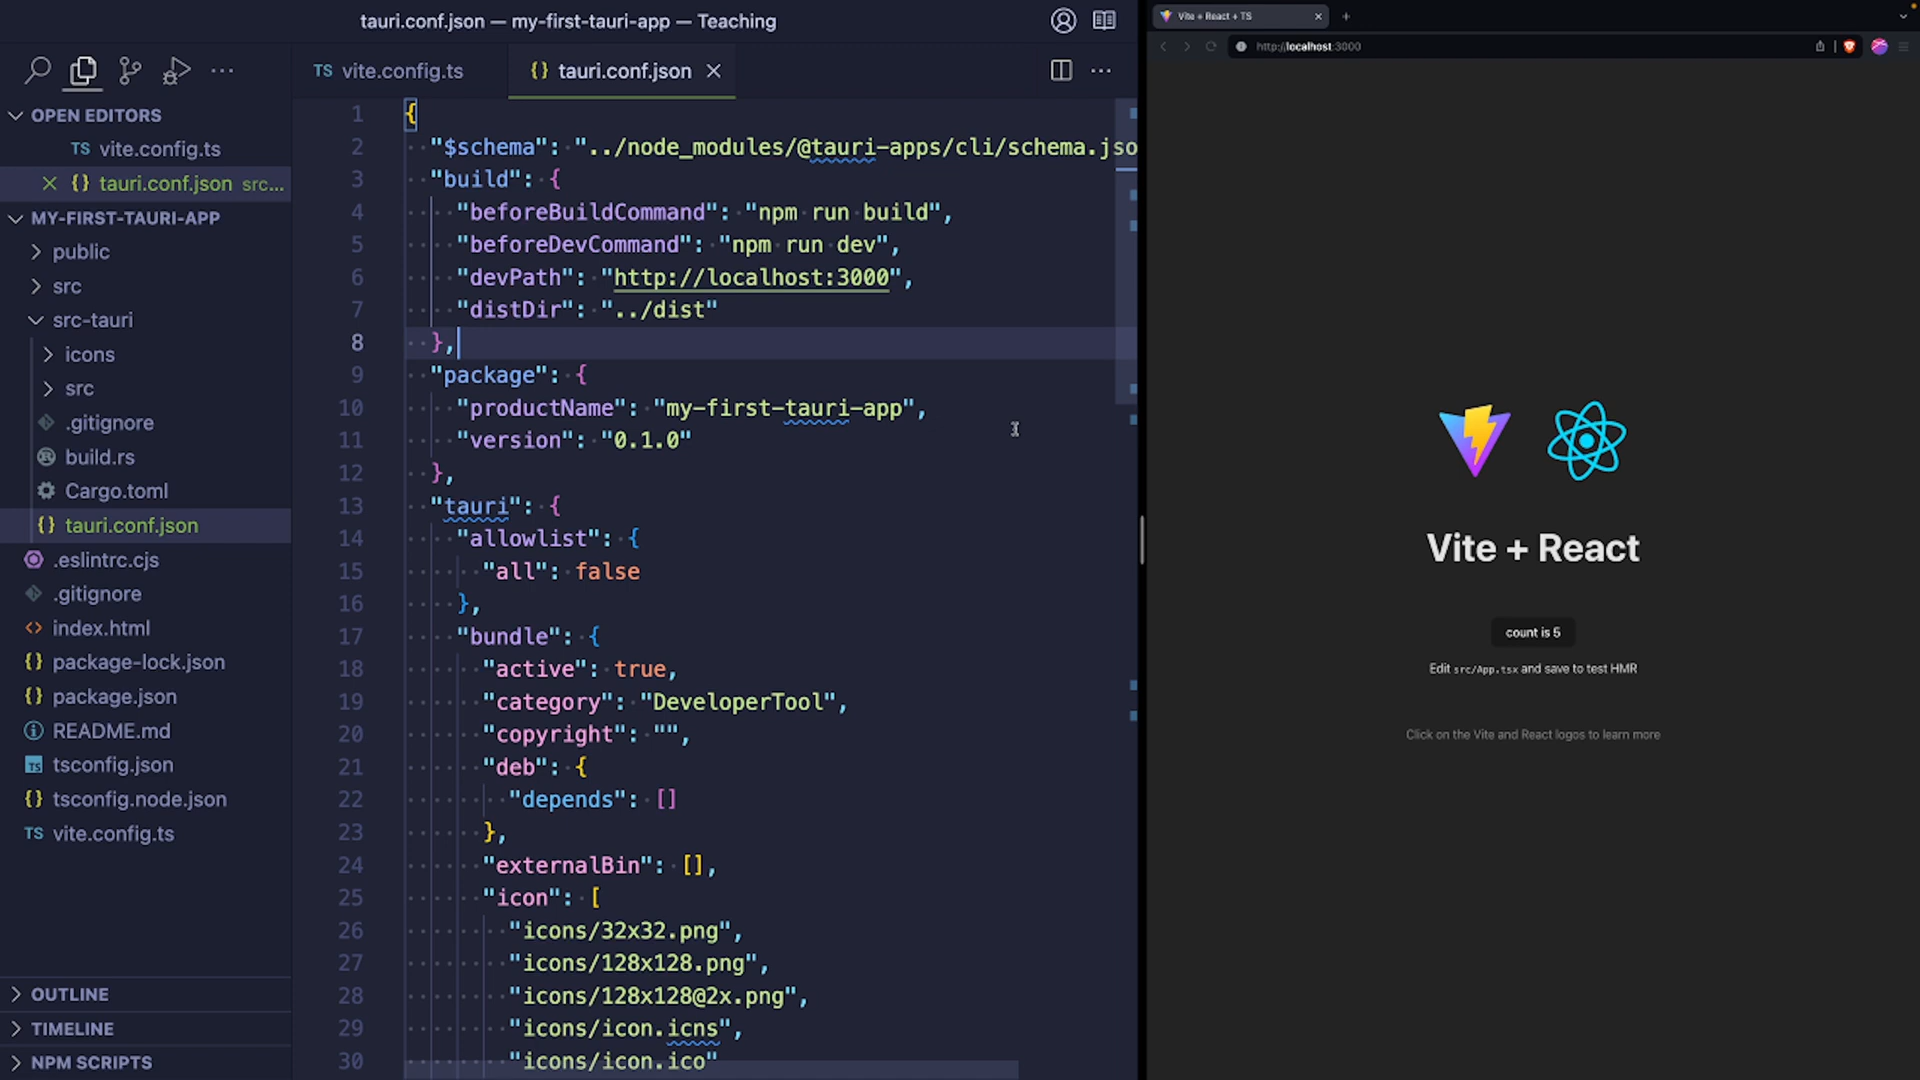 tauri.conf.json — my-first-tauri-app — Teaching
TS vite.config.ts
{} tauri.conf.json
OPEN EDITORS
TS vite.config.ts
{} tauri.conf.json src...
MY-FIRST-TAURI-APP
public
src
src-tauri
icons
src
.gitignore
build.rs
Cargo.toml
{} tauri.conf.json
.eslintrc.cjs
.gitignore
<> index.html
{} package-lock.json
{} package.json
README.md
TS tsconfig.json
{} tsconfig.node.json
TS vite.config.ts
OUTLINE
TIMELINE
NPM SCRIPTS
1 {
2 "$schema": "../node_modules/@tauri-apps/cli/schema.jso
3 "build": {
4 "beforeBuildCommand": "npm run build",
5 "beforeDevCommand": "npm run dev",
6 "devPath": "http://localhost:3000",
7 "distDir": "../dist"
8 },
9 "package": {
10 "productName": "my-first-tauri-app",
11 "version": "0.1.0"
12 },
13 "tauri": {
14 "allowlist": {
15 "all": false
16 },
17 "bundle": {
18 "active": true,
19 "category": "DeveloperTool",
20 "copyright": "",
21 "deb": {
22 "depends": []
23 },
24 "externalBin": [],
25 "icon": [
26 "icons/32x32.png",
27 "icons/128x128.png",
28 "icons/128x128@2x.png",
29 "icons/icon.icns",
30 "icons/icon.ico"
Vite + React + TS
http://localhost:3000
Vite + React
count is 5
Edit src/App.tsx and save to test HMR
Click on the Vite and React logos to learn more